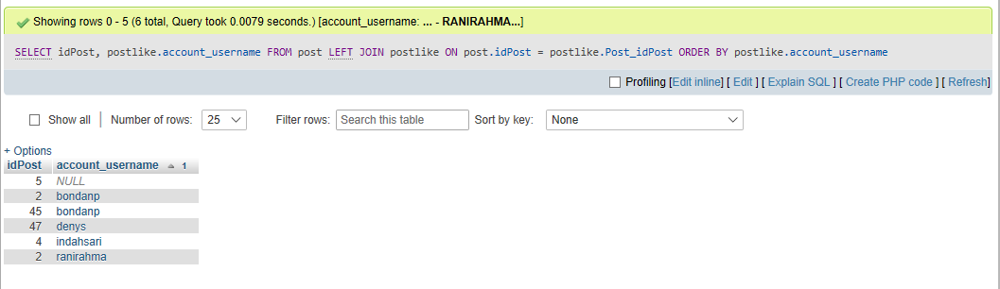 Showing rows 0 - 5 (6 total, Query took 0.0079 seconds.) [account_username: ... - RANIRAHMA...]
SELECT idPost, postlike.account_username FROM post LEFT JOIN postlike ON post.idPost = postlike.Post_idPost ORDER BY postlike.account_username
Profiling [Edit inline] [ Edit ] [ Explain SQL ] [ Create PHP code ] [ Refresh]
Show all | Number of rows: 25 Filter rows: Search this table Sort by key: None
+ Options
idPost account_username 1
5 NULL
2 bondanp
45 bondanp
47 denys
4 indahsari
2 ranirahma